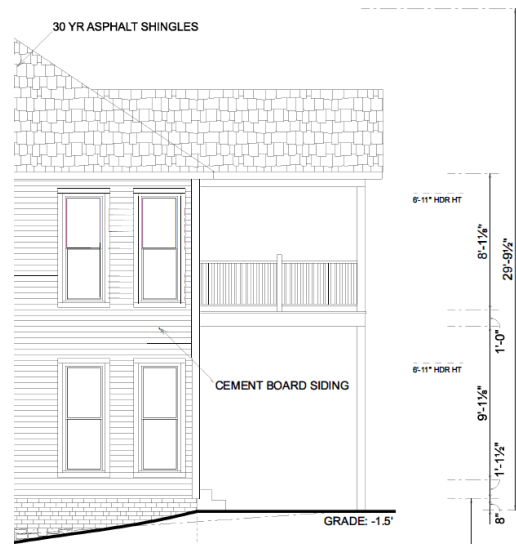 30 YR ASPHALT SHINGLES
6'-11" HDR HT
8'-1⅛"
29'-9½"
1'-0"
6'-11" HDR HT
CEMENT BOARD SIDING
9'-1⅛"
1'-1½"
GRADE: -1.5'
8"